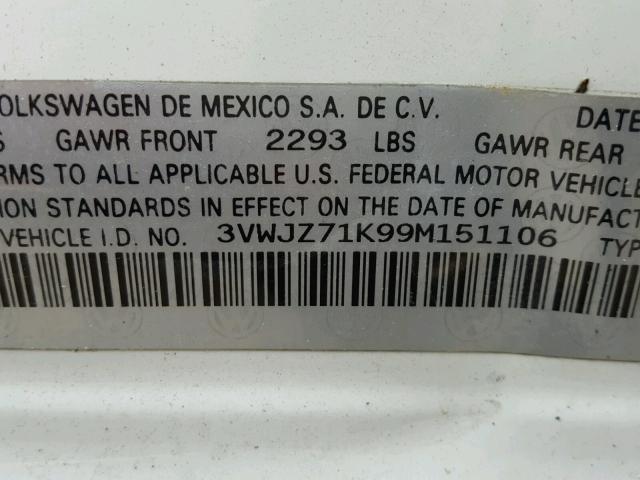 OLKSWAGEN DE MEXICO S.A. DE C.V. DATE
S GAWR FRONT 2293 LBS GAWR REAR
RMS TO ALL APPLICABLE U.S. FEDERAL MOTOR VEHICLE
ION STANDARDS IN EFFECT ON THE DATE OF MANUFACT
VEHICLE I.D. NO. 3VWJZ71K99M151106 TYP